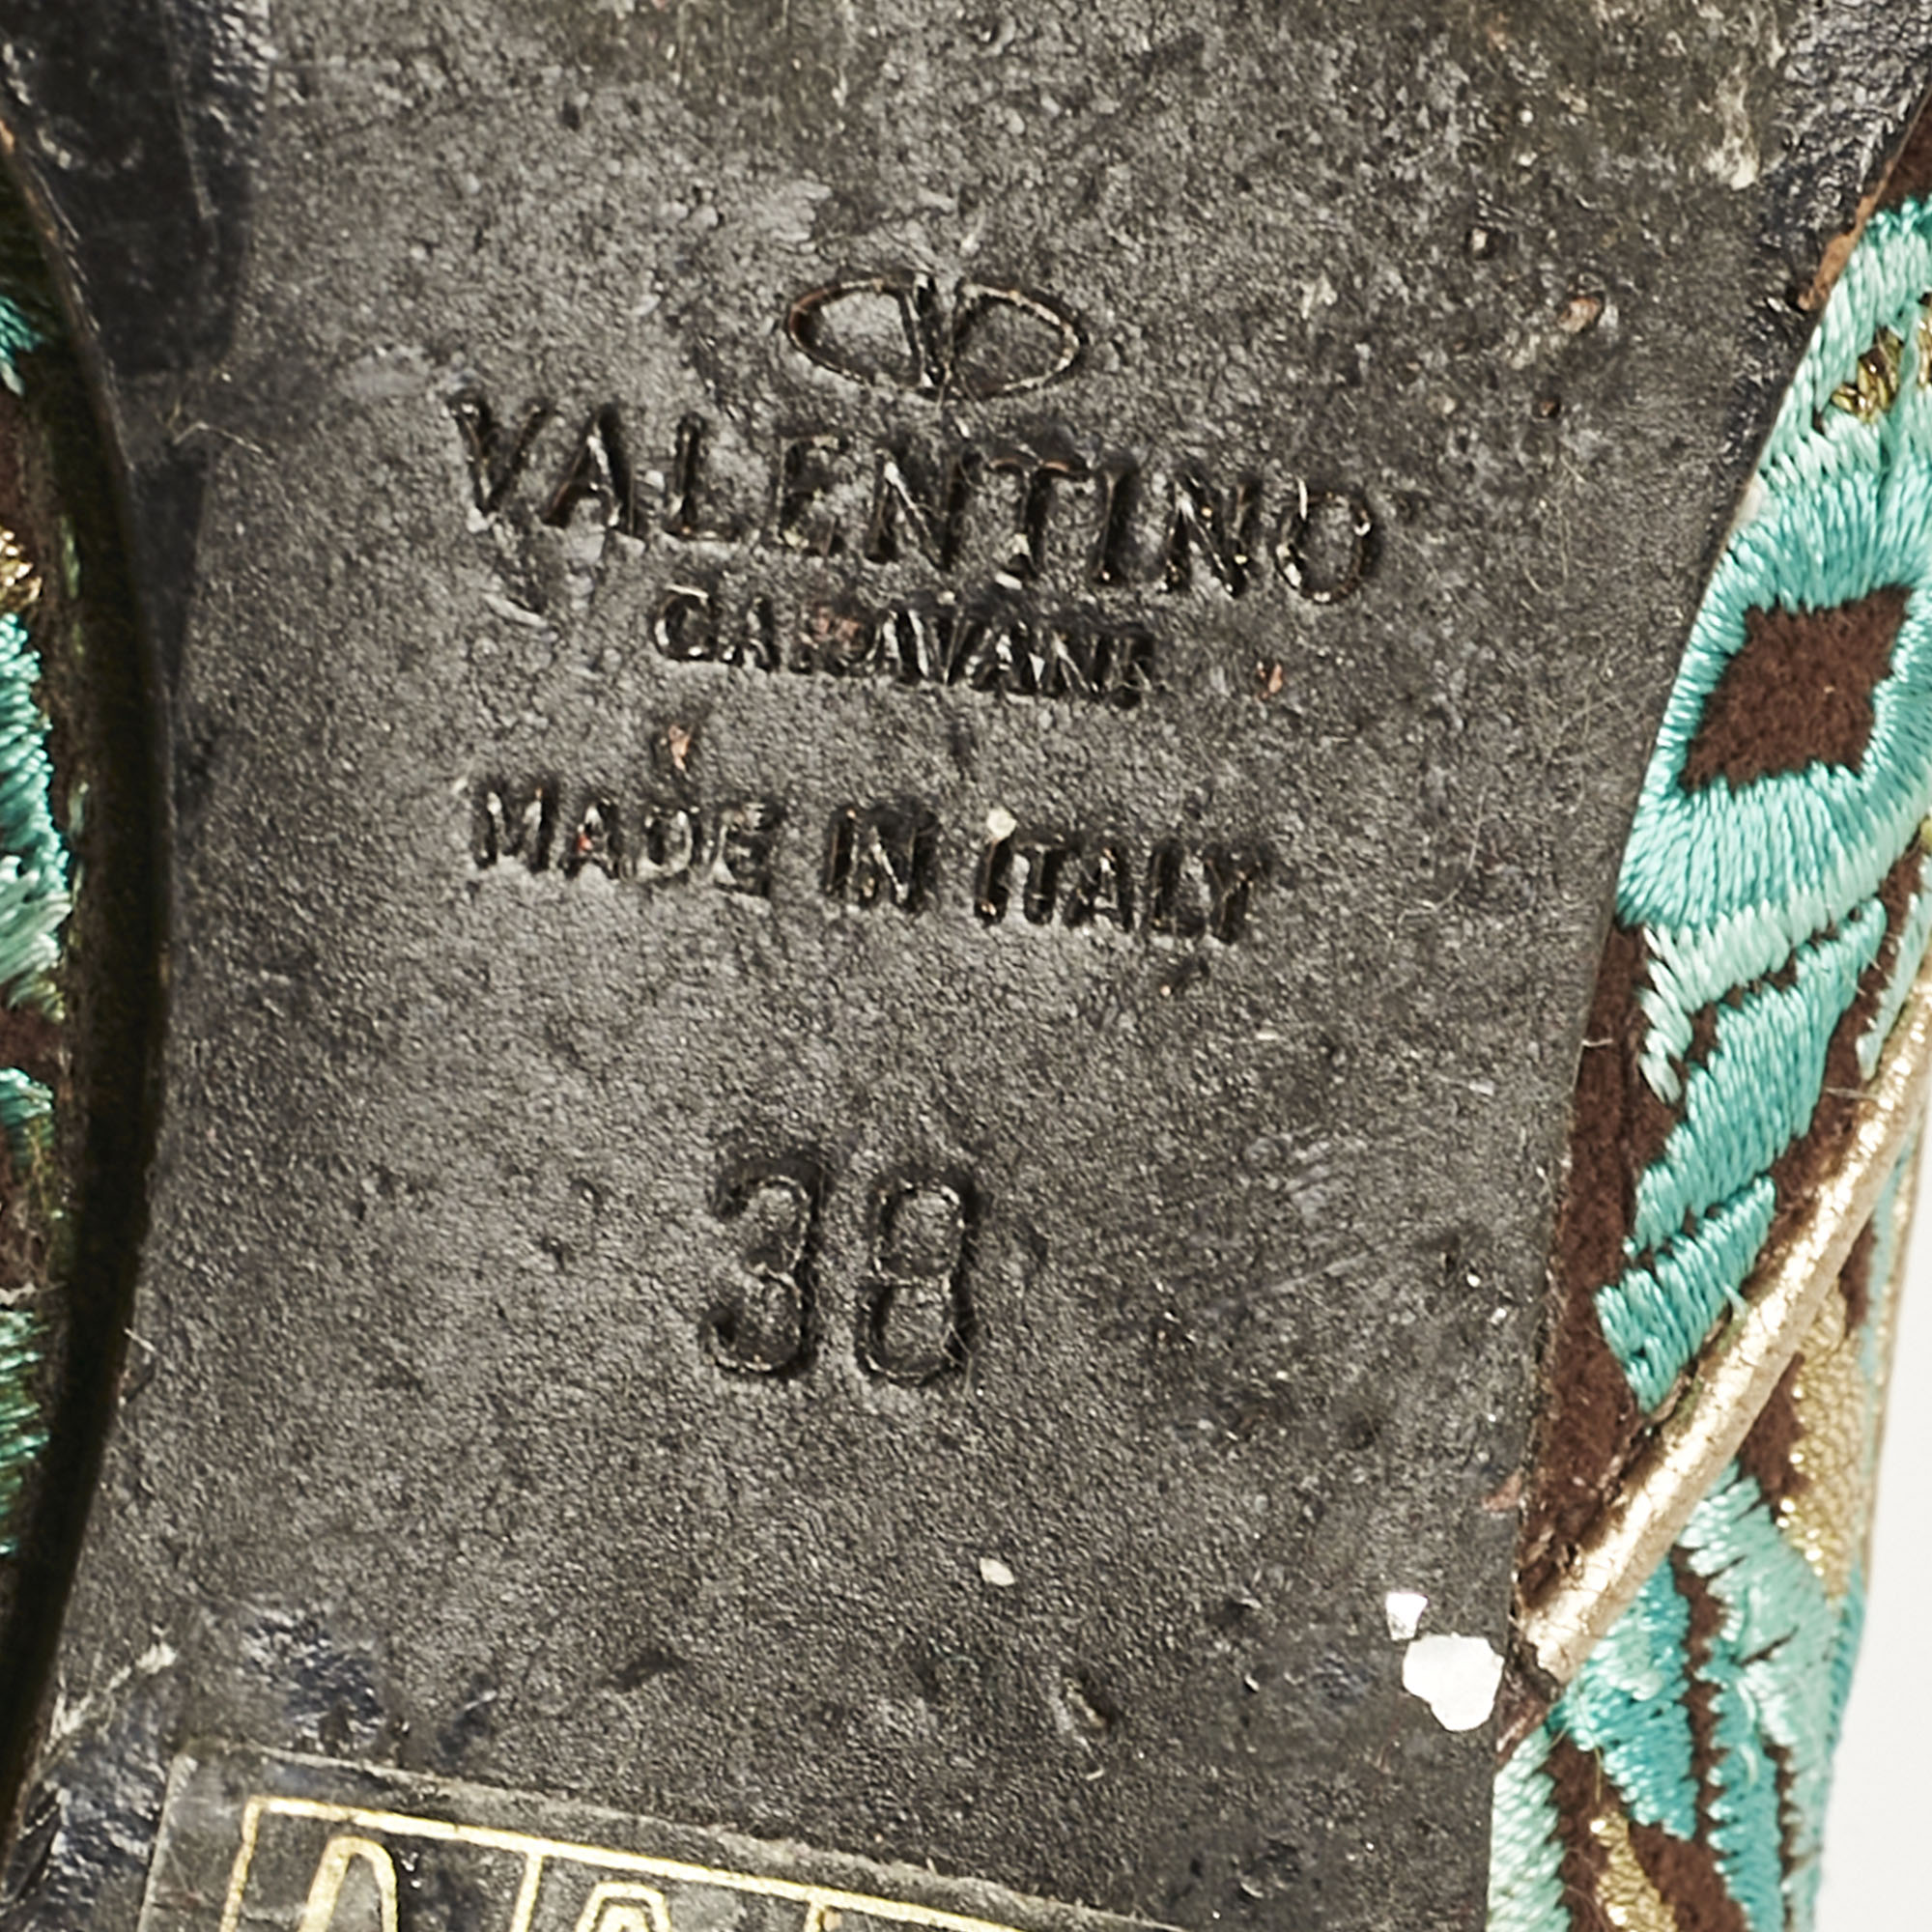 VALENTINO
GARAVANI
MADE IN ITALY
38